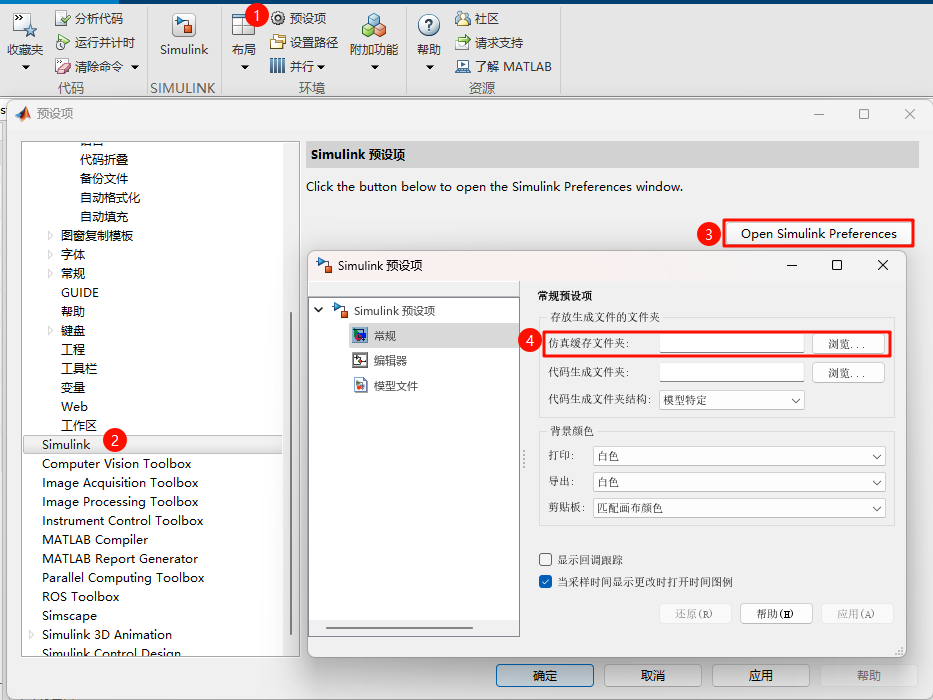 收藏夹
分析代码
运行并计时
清除命令
代码
Simulink
SIMULINK
布局
1
预设项
设置路径
并行
附加功能
环境
帮助
社区
请求支持
了解 MATLAB
资源
预设项
代码折叠
备份文件
自动格式化
自动填充
图窗复制模板
字体
常规
GUIDE
帮助
键盘
工程
工具栏
变量
Web
工作区
Simulink
2
Computer Vision Toolbox
Image Acquisition Toolbox
Image Processing Toolbox
Instrument Control Toolbox
MATLAB Compiler
MATLAB Report Generator
Parallel Computing Toolbox
ROS Toolbox
Simscape
Simulink 3D Animation
Simulink Control Design
Simulink 预设项
Click the button below to open the Simulink Preferences window.
3
Open Simulink Preferences
Simulink 预设项
Simulink 预设项
常规
编辑器
模型文件
常规预设项
存放生成文件的文件夹
4
仿真缓存文件夹:
浏览...
代码生成文件夹:
浏览...
代码生成文件夹结构: 模型特定
背景颜色
打印: 白色
导出: 白色
剪贴板: 匹配画布颜色
显示回调跟踪
当采样时间显示更改时打开时间图例
还原(R)
帮助(H)
应用(A)
确定
取消
应用
帮助